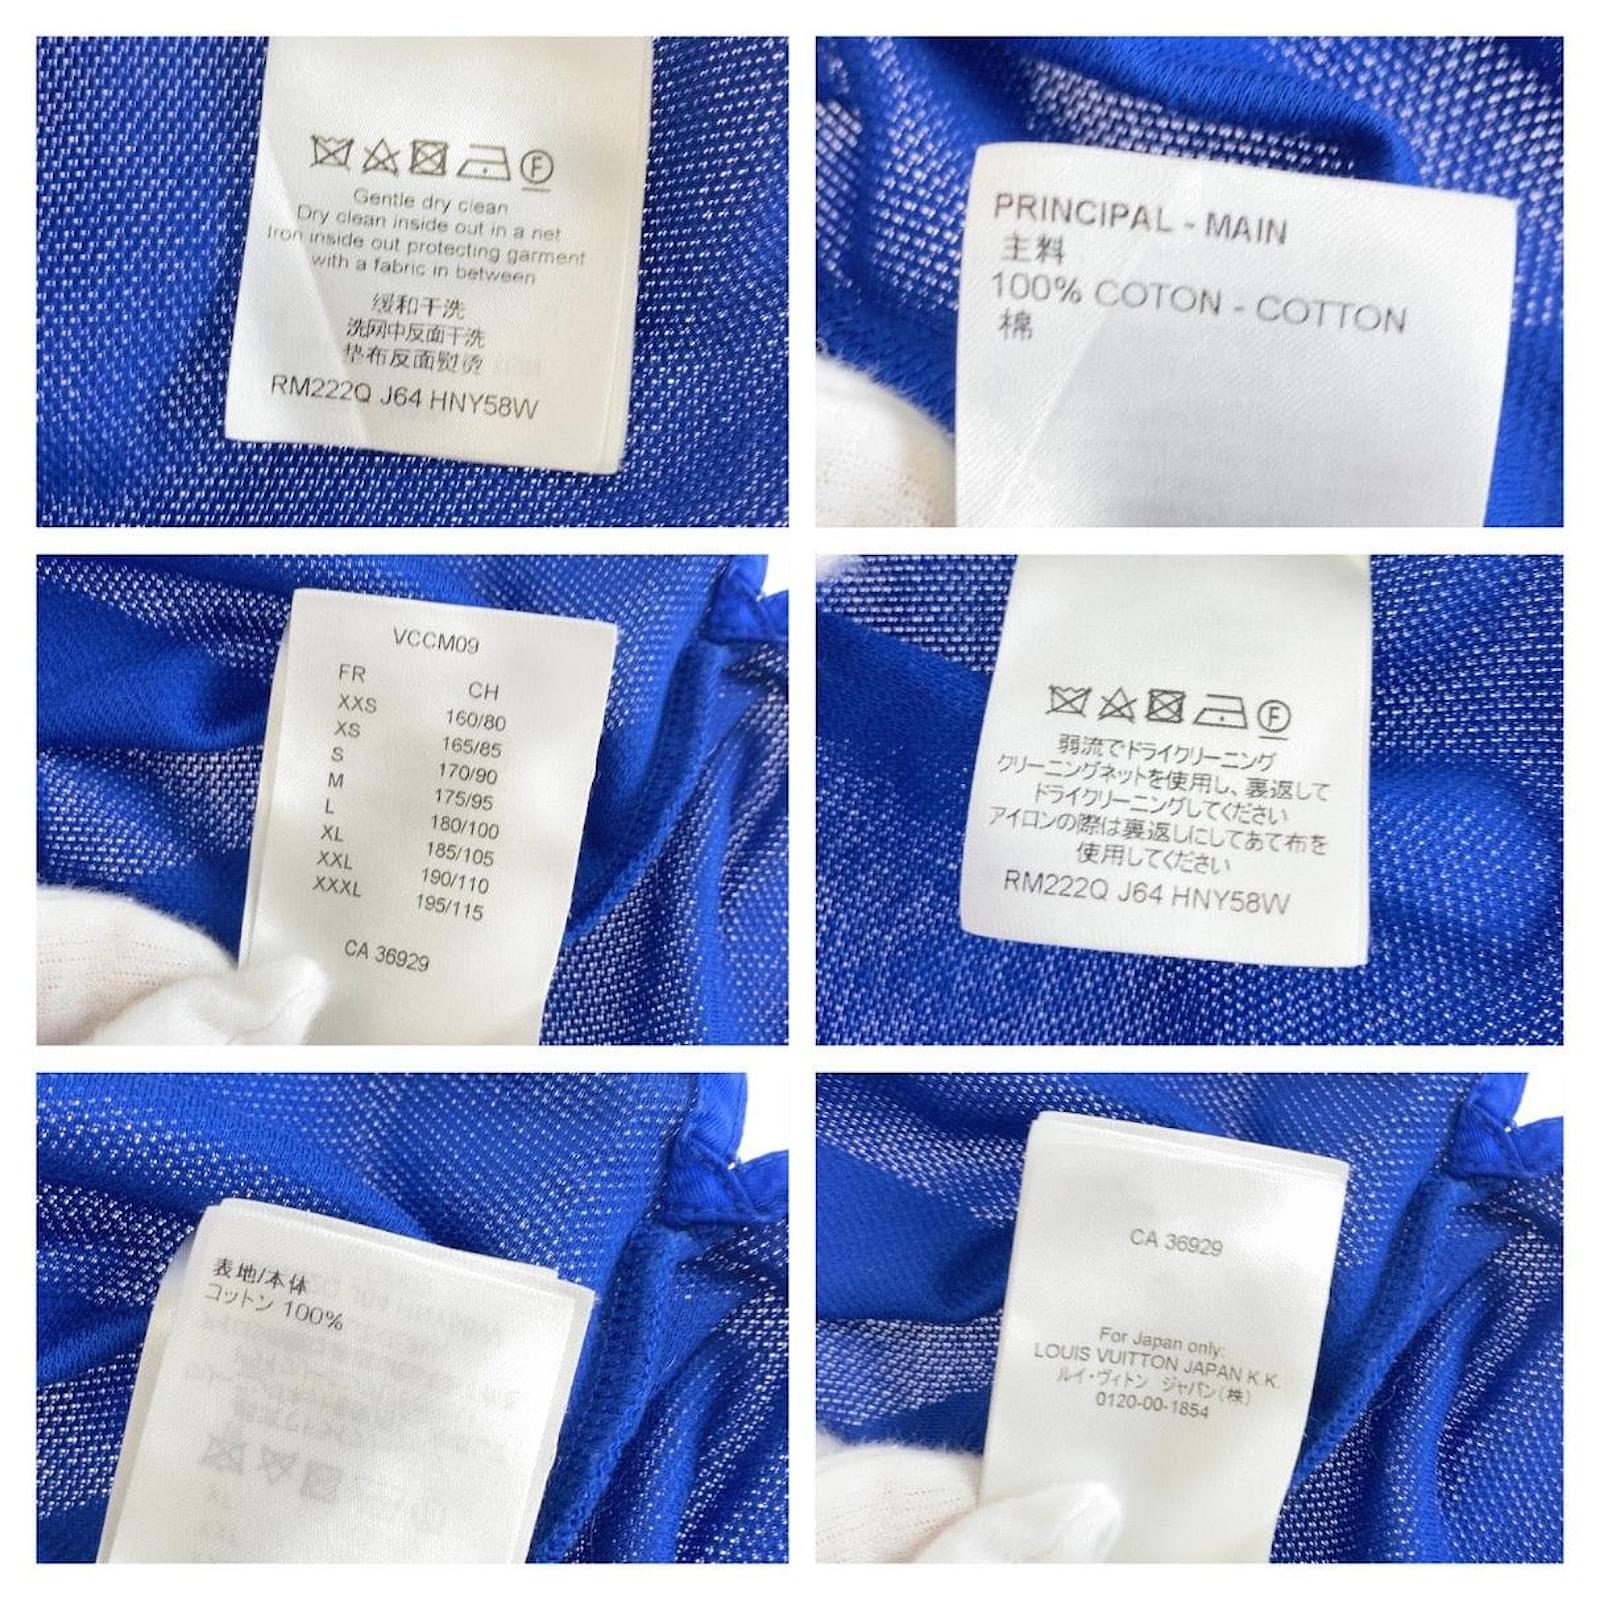 Gentle dry clean
Dry clean inside out in a net
Iron inside out protecting garment
with a fabric in between
缓和干洗
洗网中反面干洗
垫布反面熨烫
RM222Q J64 HNY58W
PRINCIPAL - MAIN
主料
100% COTON - COTTON
棉
VCCM09
FR CH
XXS 160/80
XS 165/85
S 170/90
M 175/95
L 180/100
XL 185/105
XXL 190/110
XXXL 195/115
CA 36929
弱流でドライクリーニング
クリーニングネットを使用し、裏返して
ドライクリーニングしてください
アイロンの際は裏返しにしてあて布を
使用してください
RM222Q J64 HNY58W
表地/本体
コットン 100%
CA 36929
For Japan only:
LOUIS VUITTON JAPAN K.K.
ルイ・ヴィトン ジャパン(株)
0120-00-1854